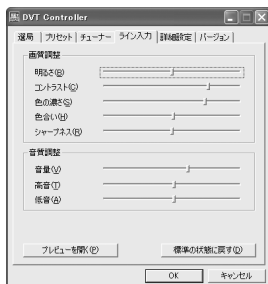 DVT Controller
選局 プリセット チューナー ライン入力 詳細設定 バージョン
画質調整
明るさ(B)
コントラスト(C)
色の濃さ(S)
色合い(H)
シャープネス(R)
音質調整
音量(V)
高音(T)
低音(A)
プレビューを開く(P) 標準の状態に戻す(D)
OK キャンセル